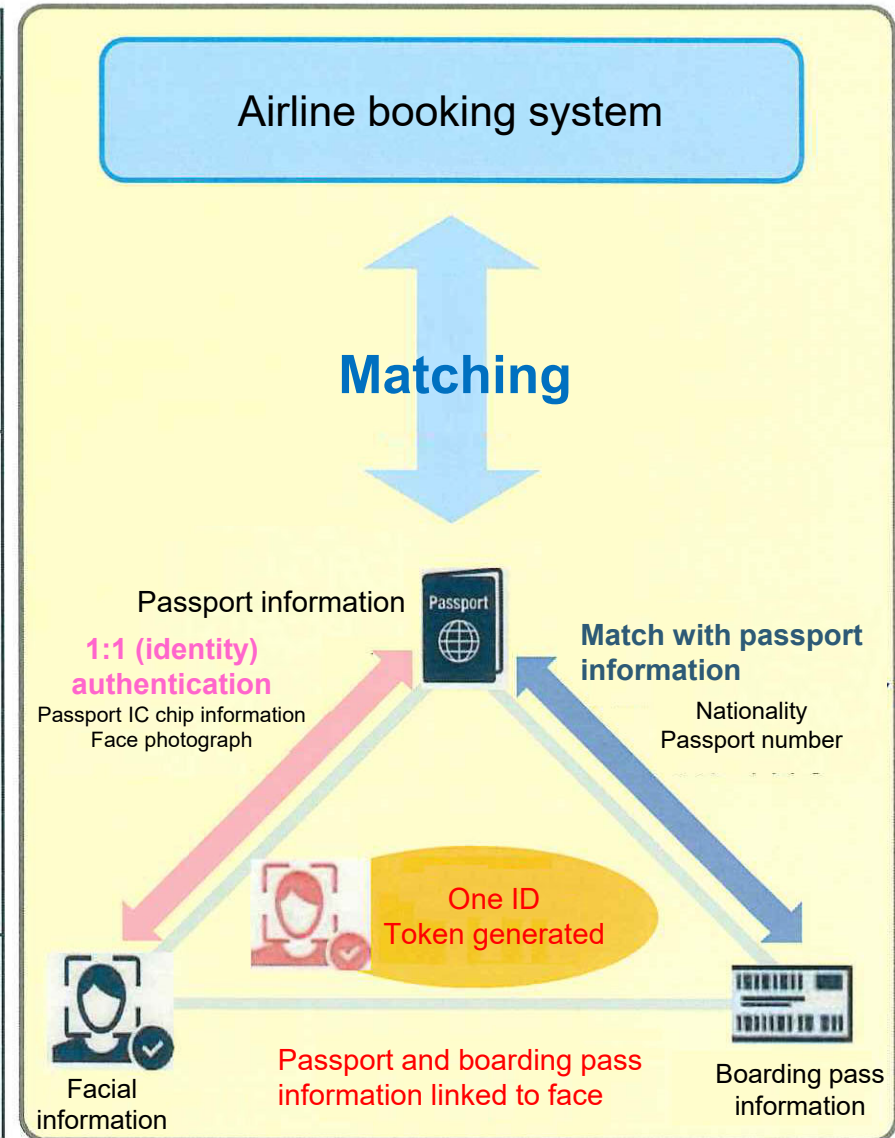 Airline booking system
Matching
Passport information
Passport
1:1 (identity)
authentication
Passport IC chip information
Face photograph
Match with passport
information
Nationality
Passport number
One ID
Token generated
Facial
information
Passport and boarding pass
information linked to face
Boarding pass
information